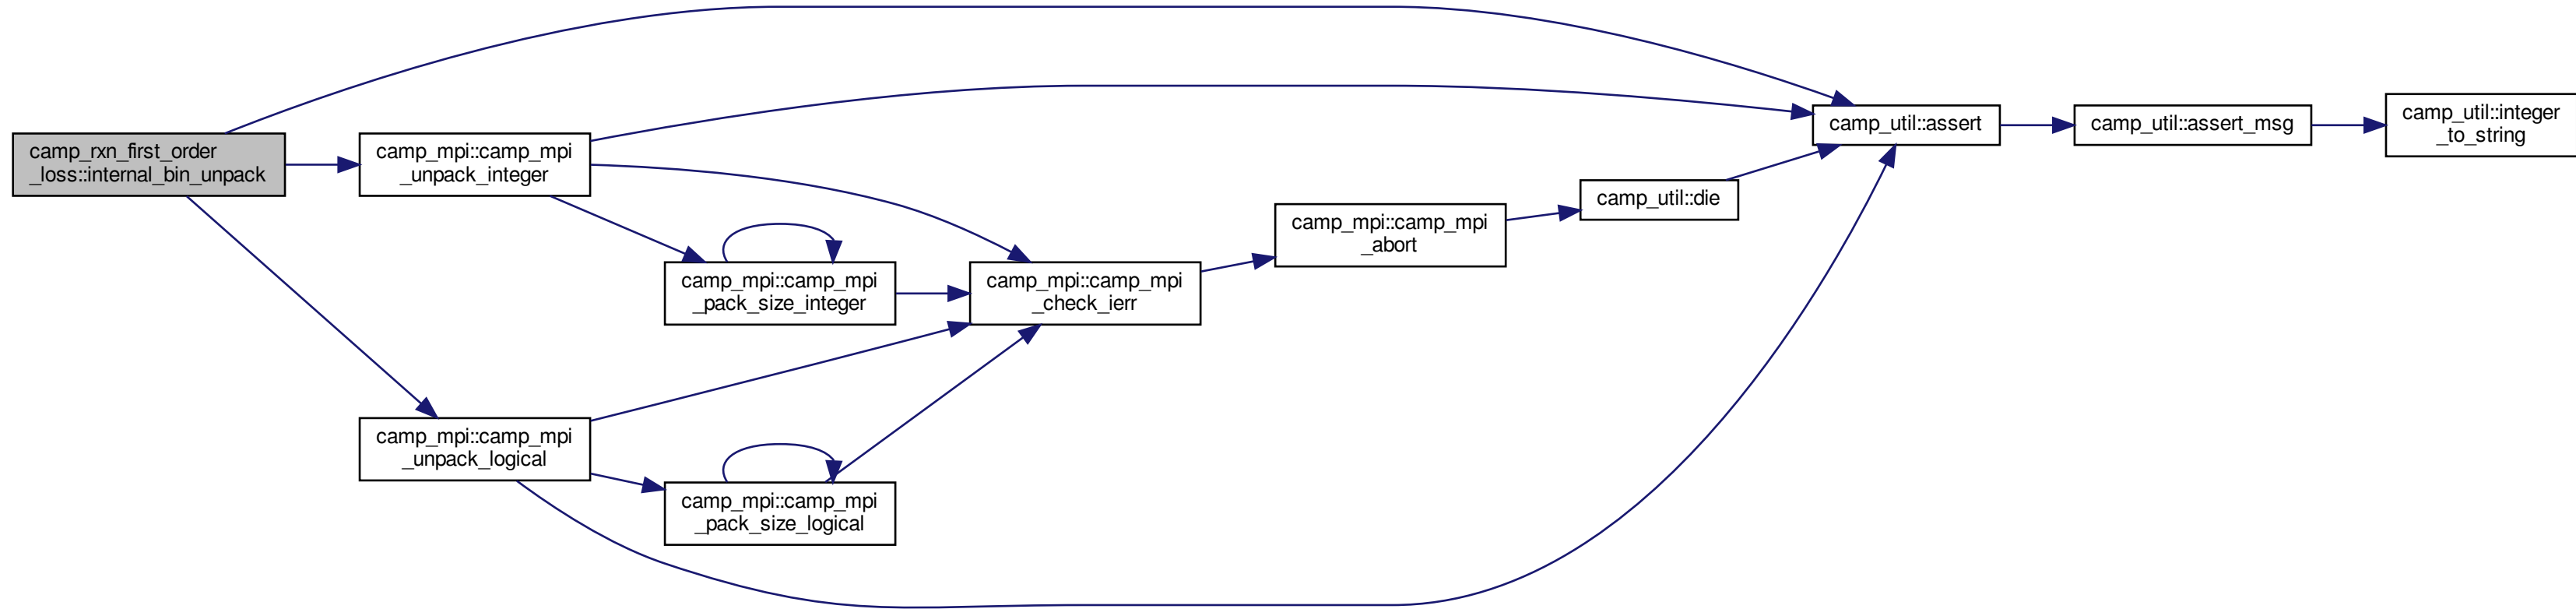 camp_rxn_first_order
_loss::internal_bin_unpack
camp_mpi::camp_mpi
_unpack_integer
camp_util::assert
camp_util::assert_msg
camp_util::integer
_to_string
camp_util::die
camp_mpi::camp_mpi
_abort
camp_mpi::camp_mpi
_pack_size_integer
camp_mpi::camp_mpi
_check_ierr
camp_mpi::camp_mpi
_unpack_logical
camp_mpi::camp_mpi
_pack_size_logical